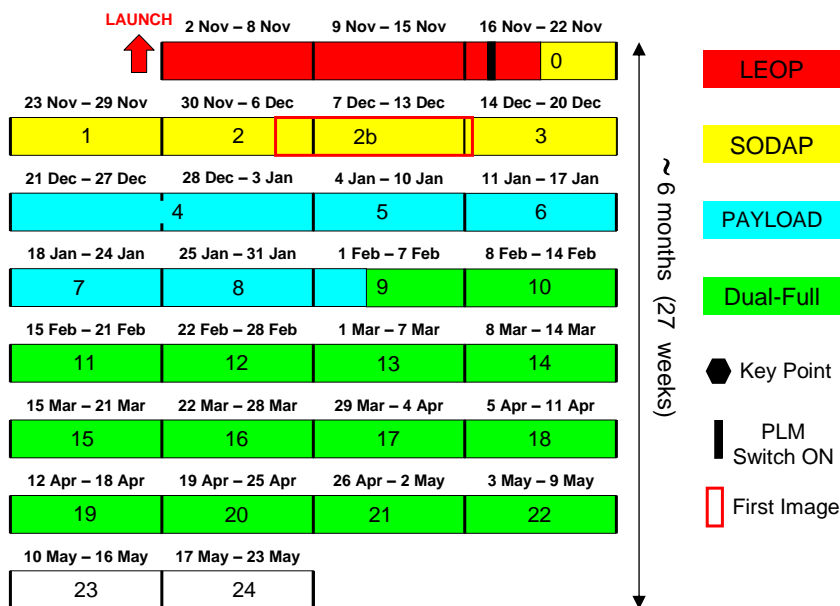 LAUNCH
2 Nov – 8 Nov
9 Nov – 15 Nov
16 Nov – 22 Nov
0
23 Nov – 29 Nov
30 Nov – 6 Dec
7 Dec – 13 Dec
14 Dec – 20 Dec
1
2
2b
3
21 Dec – 27 Dec
28 Dec – 3 Jan
4 Jan – 10 Jan
11 Jan – 17 Jan
4
5
6
18 Jan – 24 Jan
25 Jan – 31 Jan
1 Feb – 7 Feb
8 Feb – 14 Feb
7
8
9
10
15 Feb – 21 Feb
22 Feb – 28 Feb
1 Mar – 7 Mar
8 Mar – 14 Mar
11
12
13
14
15 Mar – 21 Mar
22 Mar – 28 Mar
29 Mar – 4 Apr
5 Apr – 11 Apr
15
16
17
18
12 Apr – 18 Apr
19 Apr – 25 Apr
26 Apr – 2 May
3 May – 9 May
19
20
21
22
10 May – 16 May
17 May – 23 May
23
24
~ 6 months (27 weeks)
LEOP
SODAP
PAYLOAD
Dual-Full
Key Point
PLM
Switch ON
First Image